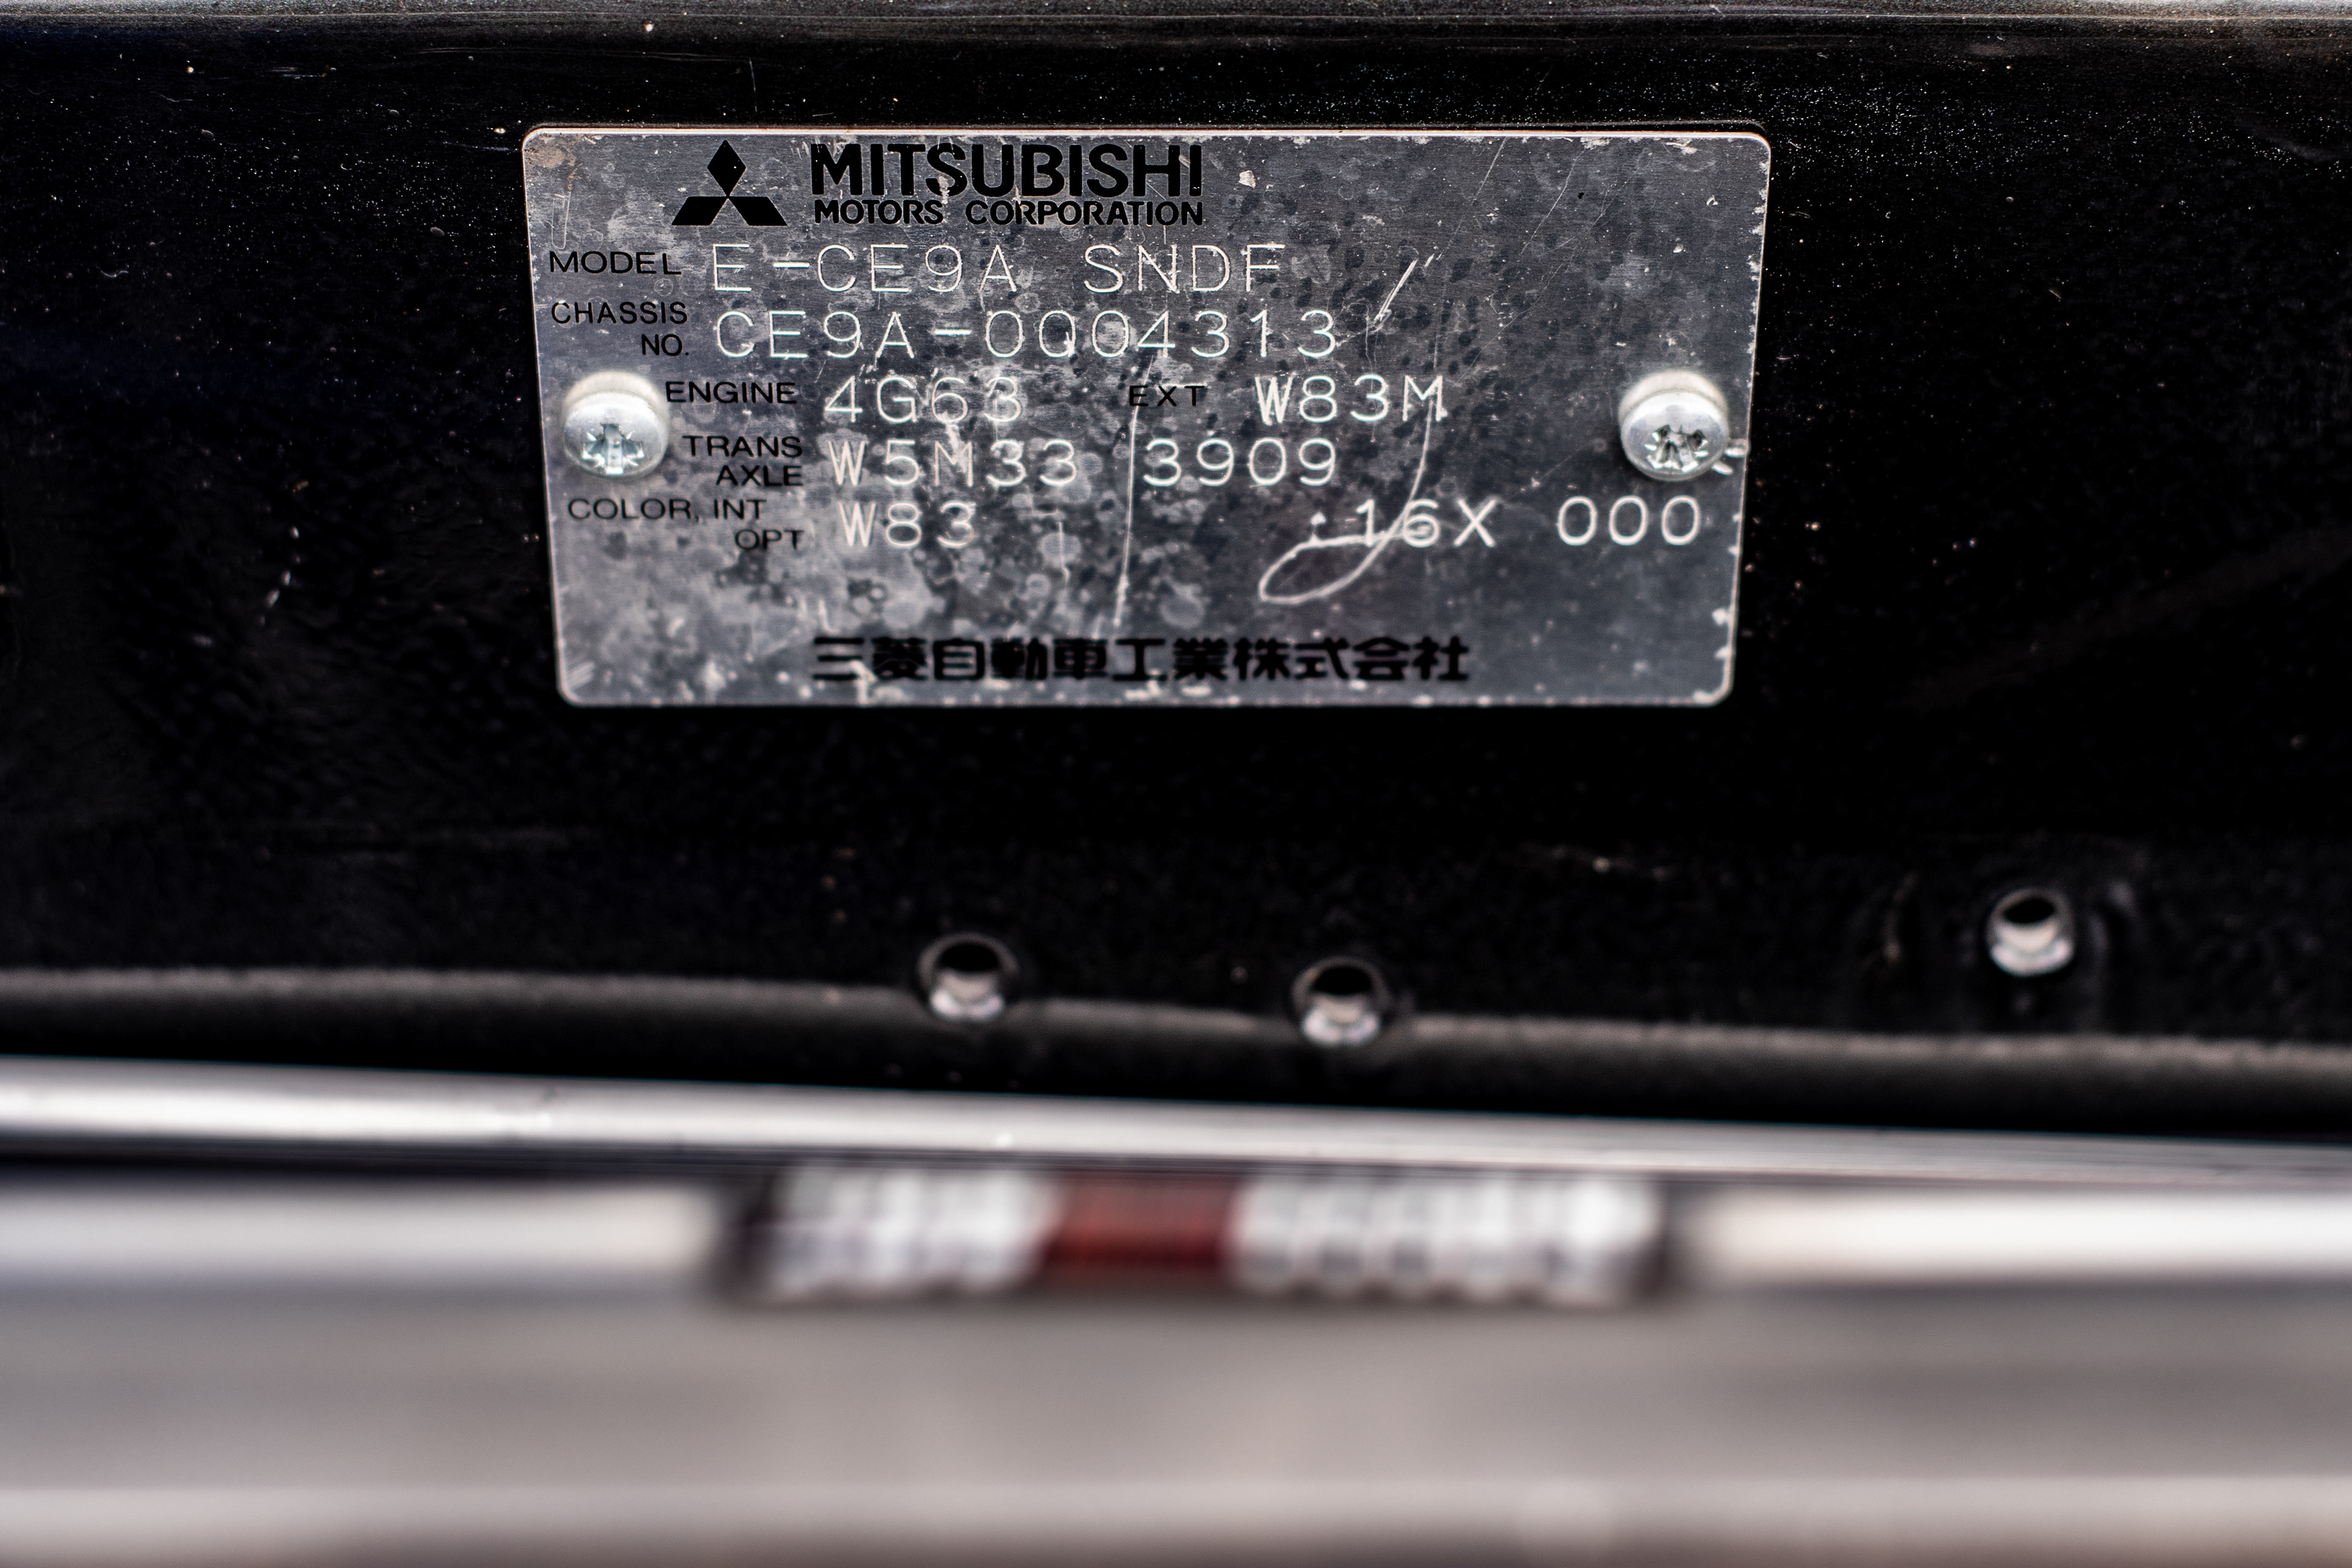 MITSUBISHI
MOTORS CORPORATION
MODEL E-CE9A SNDF
CHASSIS NO. CE9A-0004313
ENGINE 4G63 EXT W83M
TRANS AXLE W5M33 3909
COLOR, INT OPT W83 16X 000
三菱自動車工業株式会社